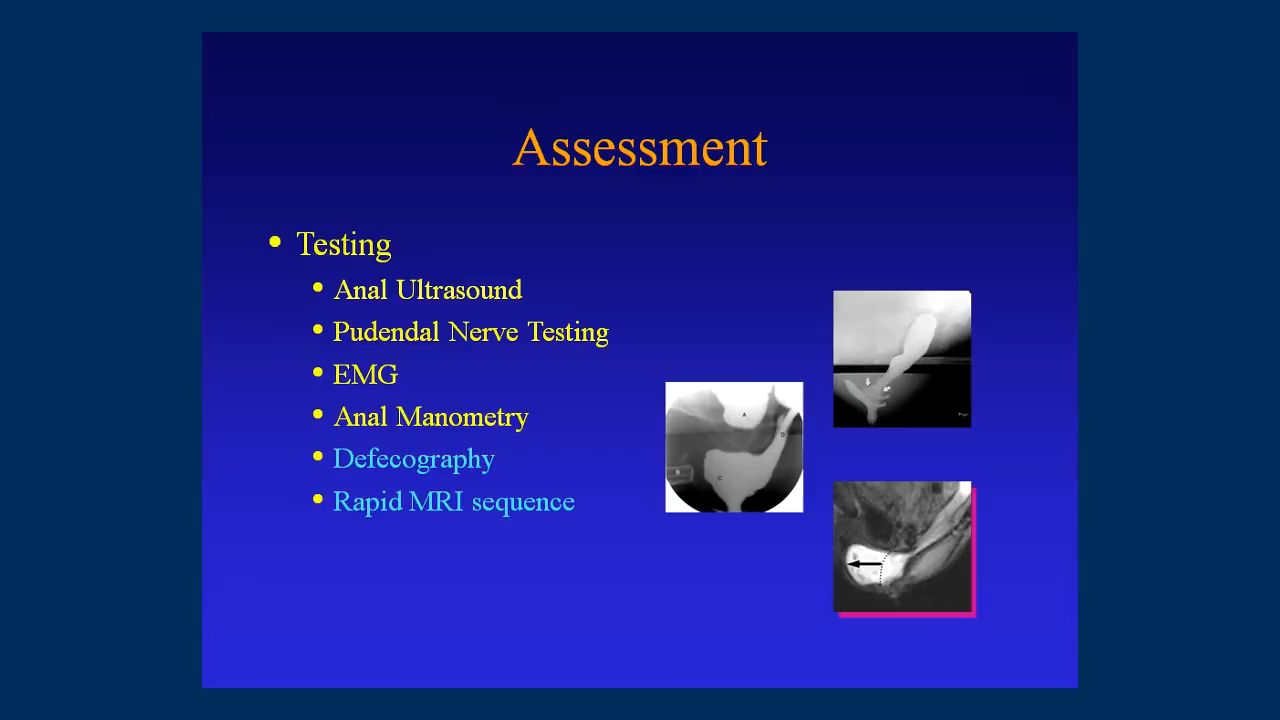 Assessment
• Testing
• Anal Ultrasound
• Pudendal Nerve Testing
• EMG
• Anal Manometry
• Defecography
• Rapid MRI sequence
A
D
B
C